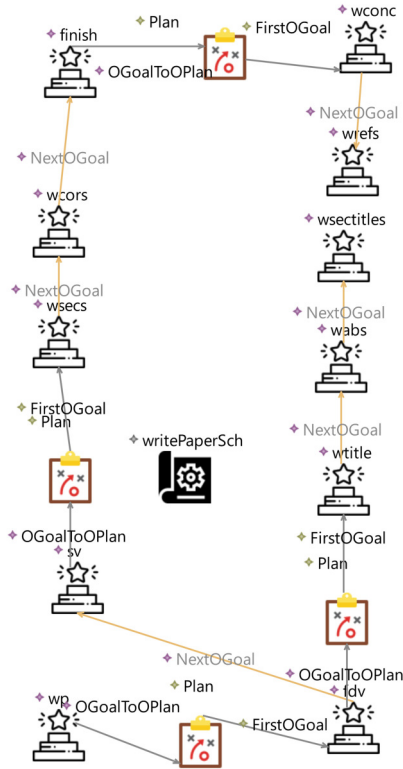 Plan
wconc
finish
FirstOGoal
OGoalToOPlan
NextOGoal
wrefs
NextOGoal
wcors
wsectitles
NextOGoal
NextOGoal
wsecs
wabs
FirstOGoal
Plan
NextOGoal
writePaperSch
wtitle
OGoalToOPlan
sv
FirstOGoal
Plan
NextOGoal
OGoalToOPlan
fdv
Plan
wp
OGoalToOPlan
FirstOGoal